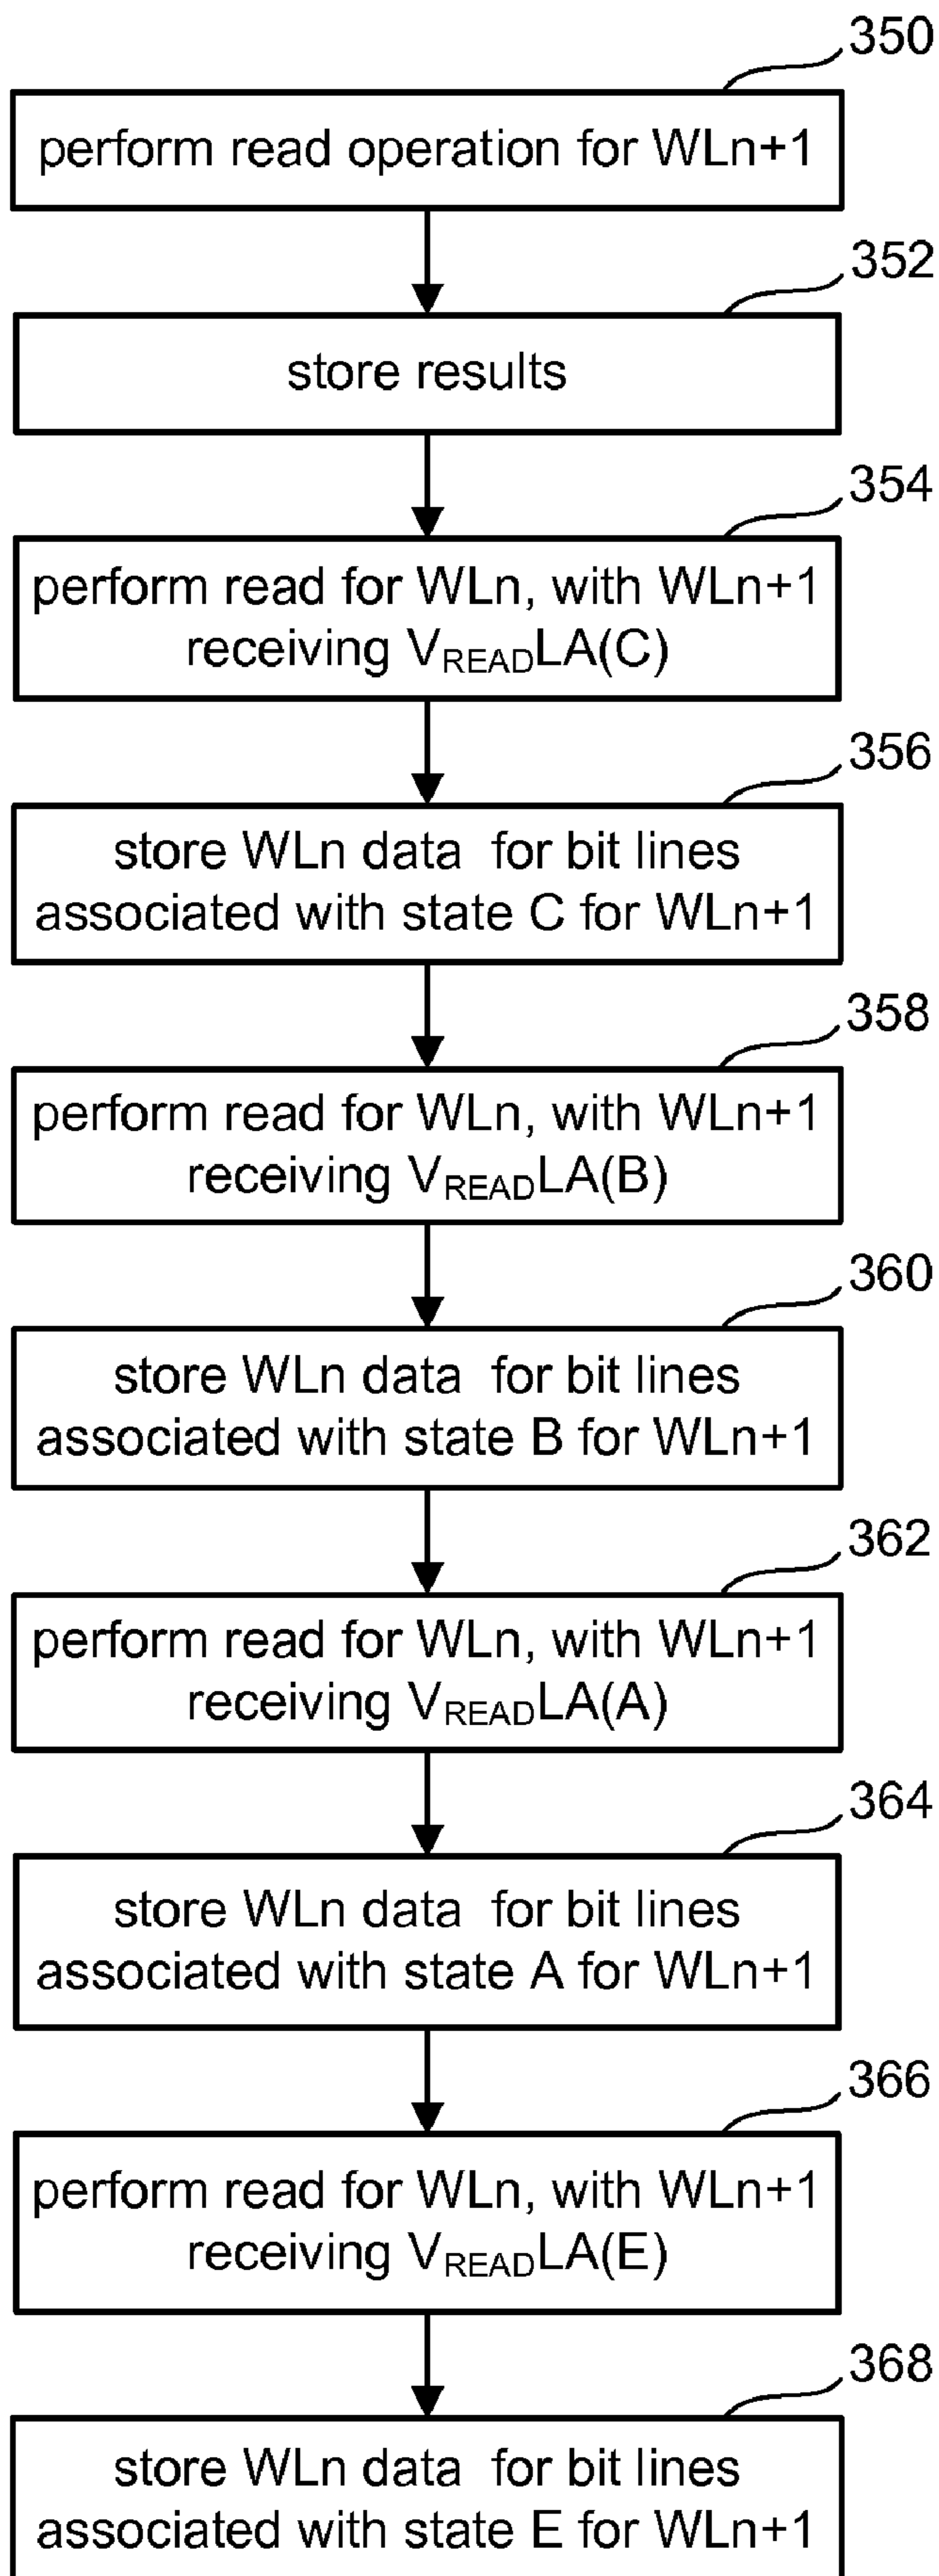 350
perform read operation for WLn+1
352
store results
354
perform read for WLn, with WLn+1
receiving VREADLA(C)
356
store WLn data for bit lines
associated with state C for WLn+1
358
perform read for WLn, with WLn+1
receiving VREADLA(B)
360
store WLn data for bit lines
associated with state B for WLn+1
362
perform read for WLn, with WLn+1
receiving VREADLA(A)
364
store WLn data for bit lines
associated with state A for WLn+1
366
perform read for WLn, with WLn+1
receiving VREADLA(E)
368
store WLn data for bit lines
associated with state E for WLn+1